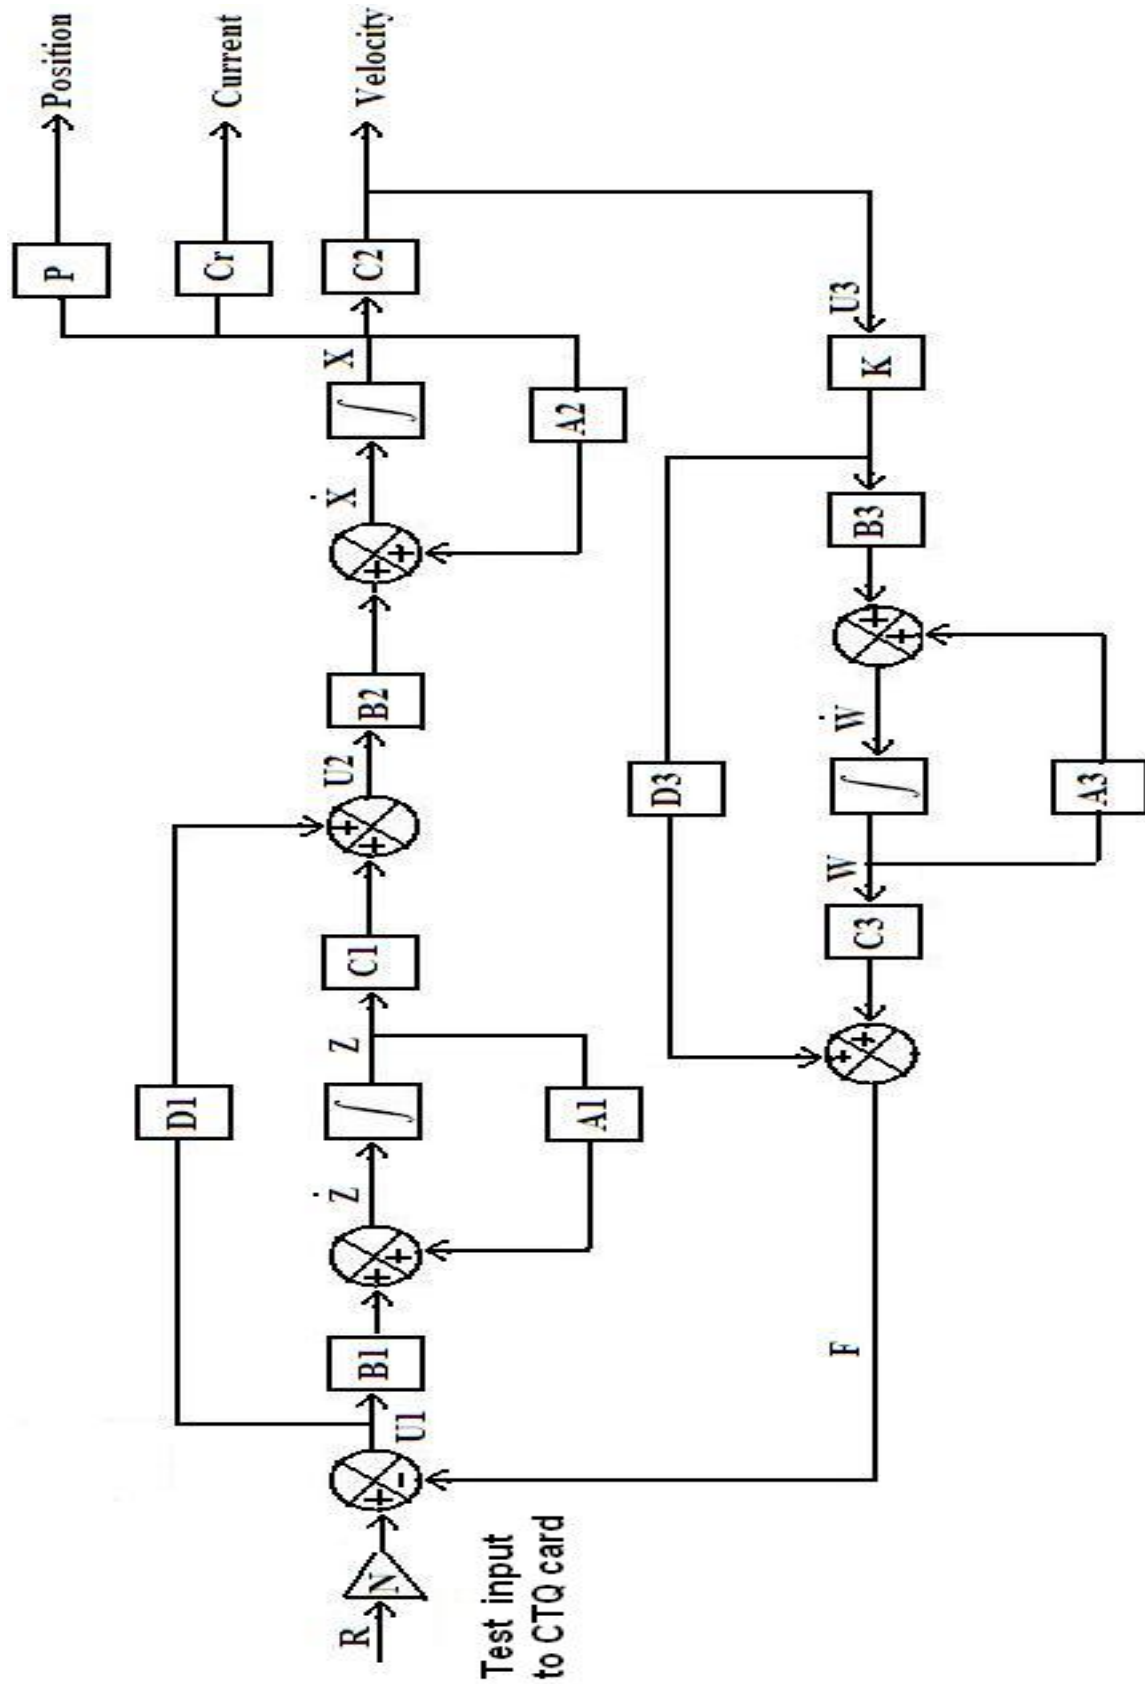 R
N
Test input
to CTQ card
+
-
U1
D1
B1
+
+
Ż
∫
Z
A1
C1
+
+
U2
B2
+
+
Ẋ
∫
X
A2
P
Position
Cr
Current
C2
Velocity
U3
K
D3
B3
+
+
Ẇ
∫
W
A3
C3
+
+
F